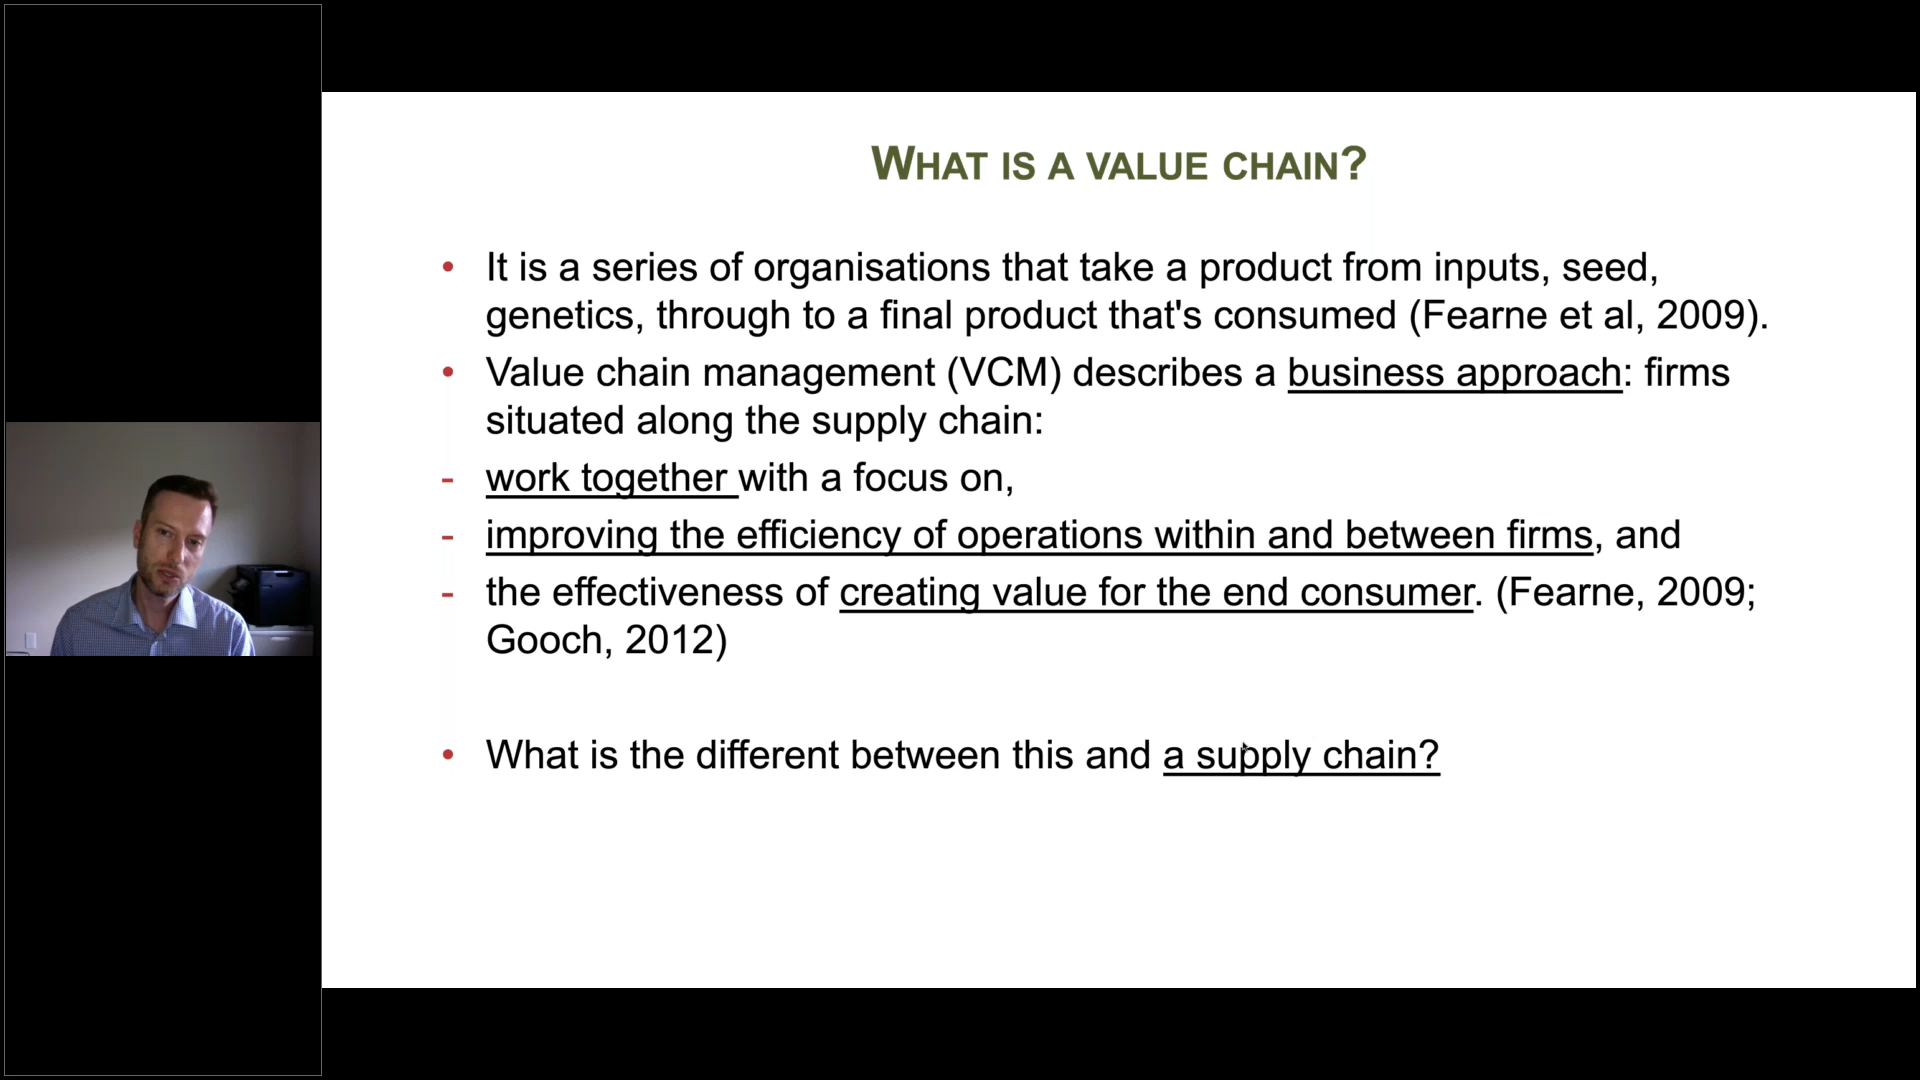 WHAT IS A VALUE CHAIN?
• It is a series of organisations that take a product from inputs, seed,
genetics, through to a final product that's consumed (Fearne et al, 2009).
• Value chain management (VCM) describes a business approach: firms
situated along the supply chain:
- work together with a focus on,
- improving the efficiency of operations within and between firms, and
- the effectiveness of creating value for the end consumer. (Fearne, 2009;
Gooch, 2012)
• What is the different between this and a supply chain?